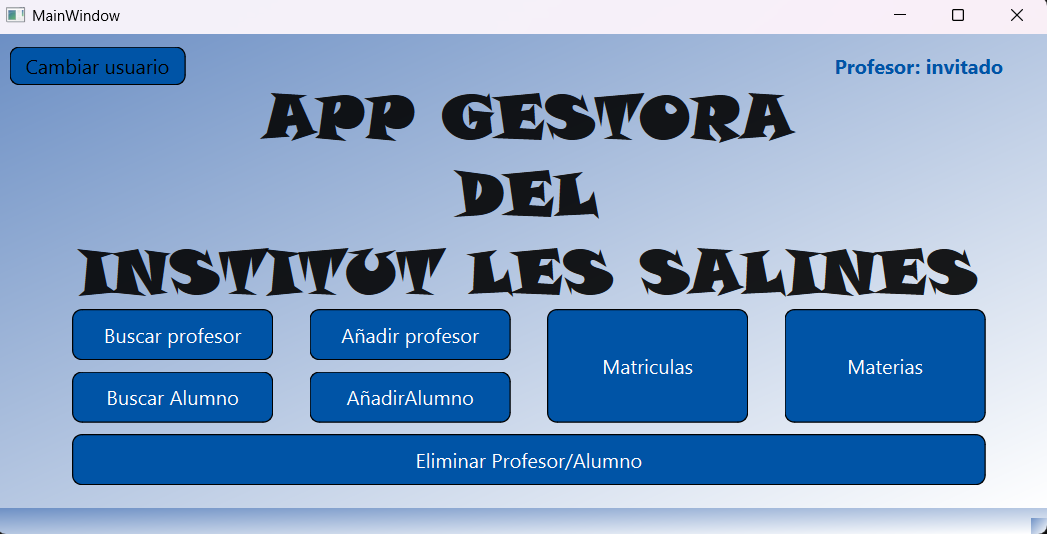 MainWindow
Cambiar usuario
Profesor: invitado
APP GESTORA
DEL
INSTITUT LES SALINES
Buscar profesor
Añadir profesor
Matriculas
Materias
Buscar Alumno
AñadirAlumno
Eliminar Profesor/Alumno